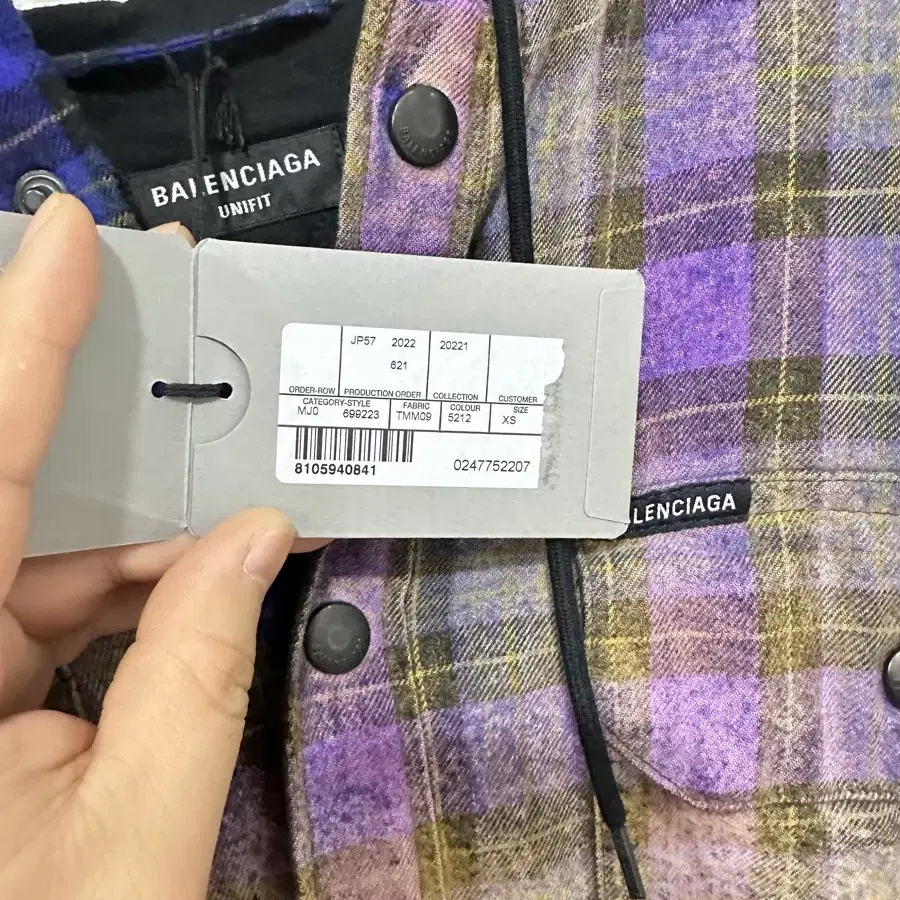 BALENCIAGA
UNIFIT
BALENCIAGA
JP57 2022 20221
621
ORDER-ROW PRODUCTION ORDER COLLECTION CUSTOMER
CATEGORY-STYLE FABRIC COLOUR SIZE
MJ0 699223 TMM09 5212 XS
8105940841 0247752207
LENCIAGA